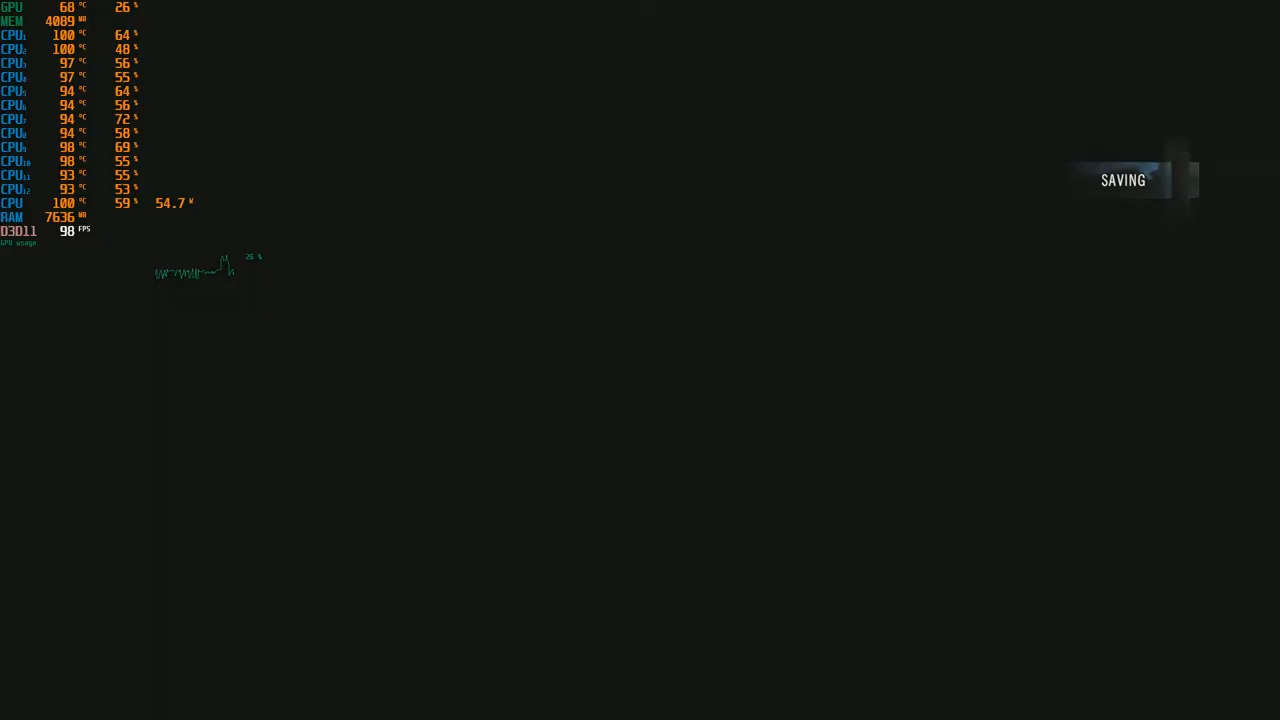 GPU 68 °C 26 %
MEM 4089 MB
CPU1 100 °C 64 %
CPU2 100 °C 48 %
CPU3 97 °C 56 %
CPU4 97 °C 55 %
CPU5 94 °C 64 %
CPU6 94 °C 56 %
CPU7 94 °C 72 %
CPU8 94 °C 58 %
CPU9 98 °C 69 %
CPU10 98 °C 55 %
CPU11 93 °C 55 %
CPU12 93 °C 53 %
CPU 100 °C 59 % 54.7 W
RAM 7636 MB
D3D11 98 FPS
GPU usage
26 %
SAVING